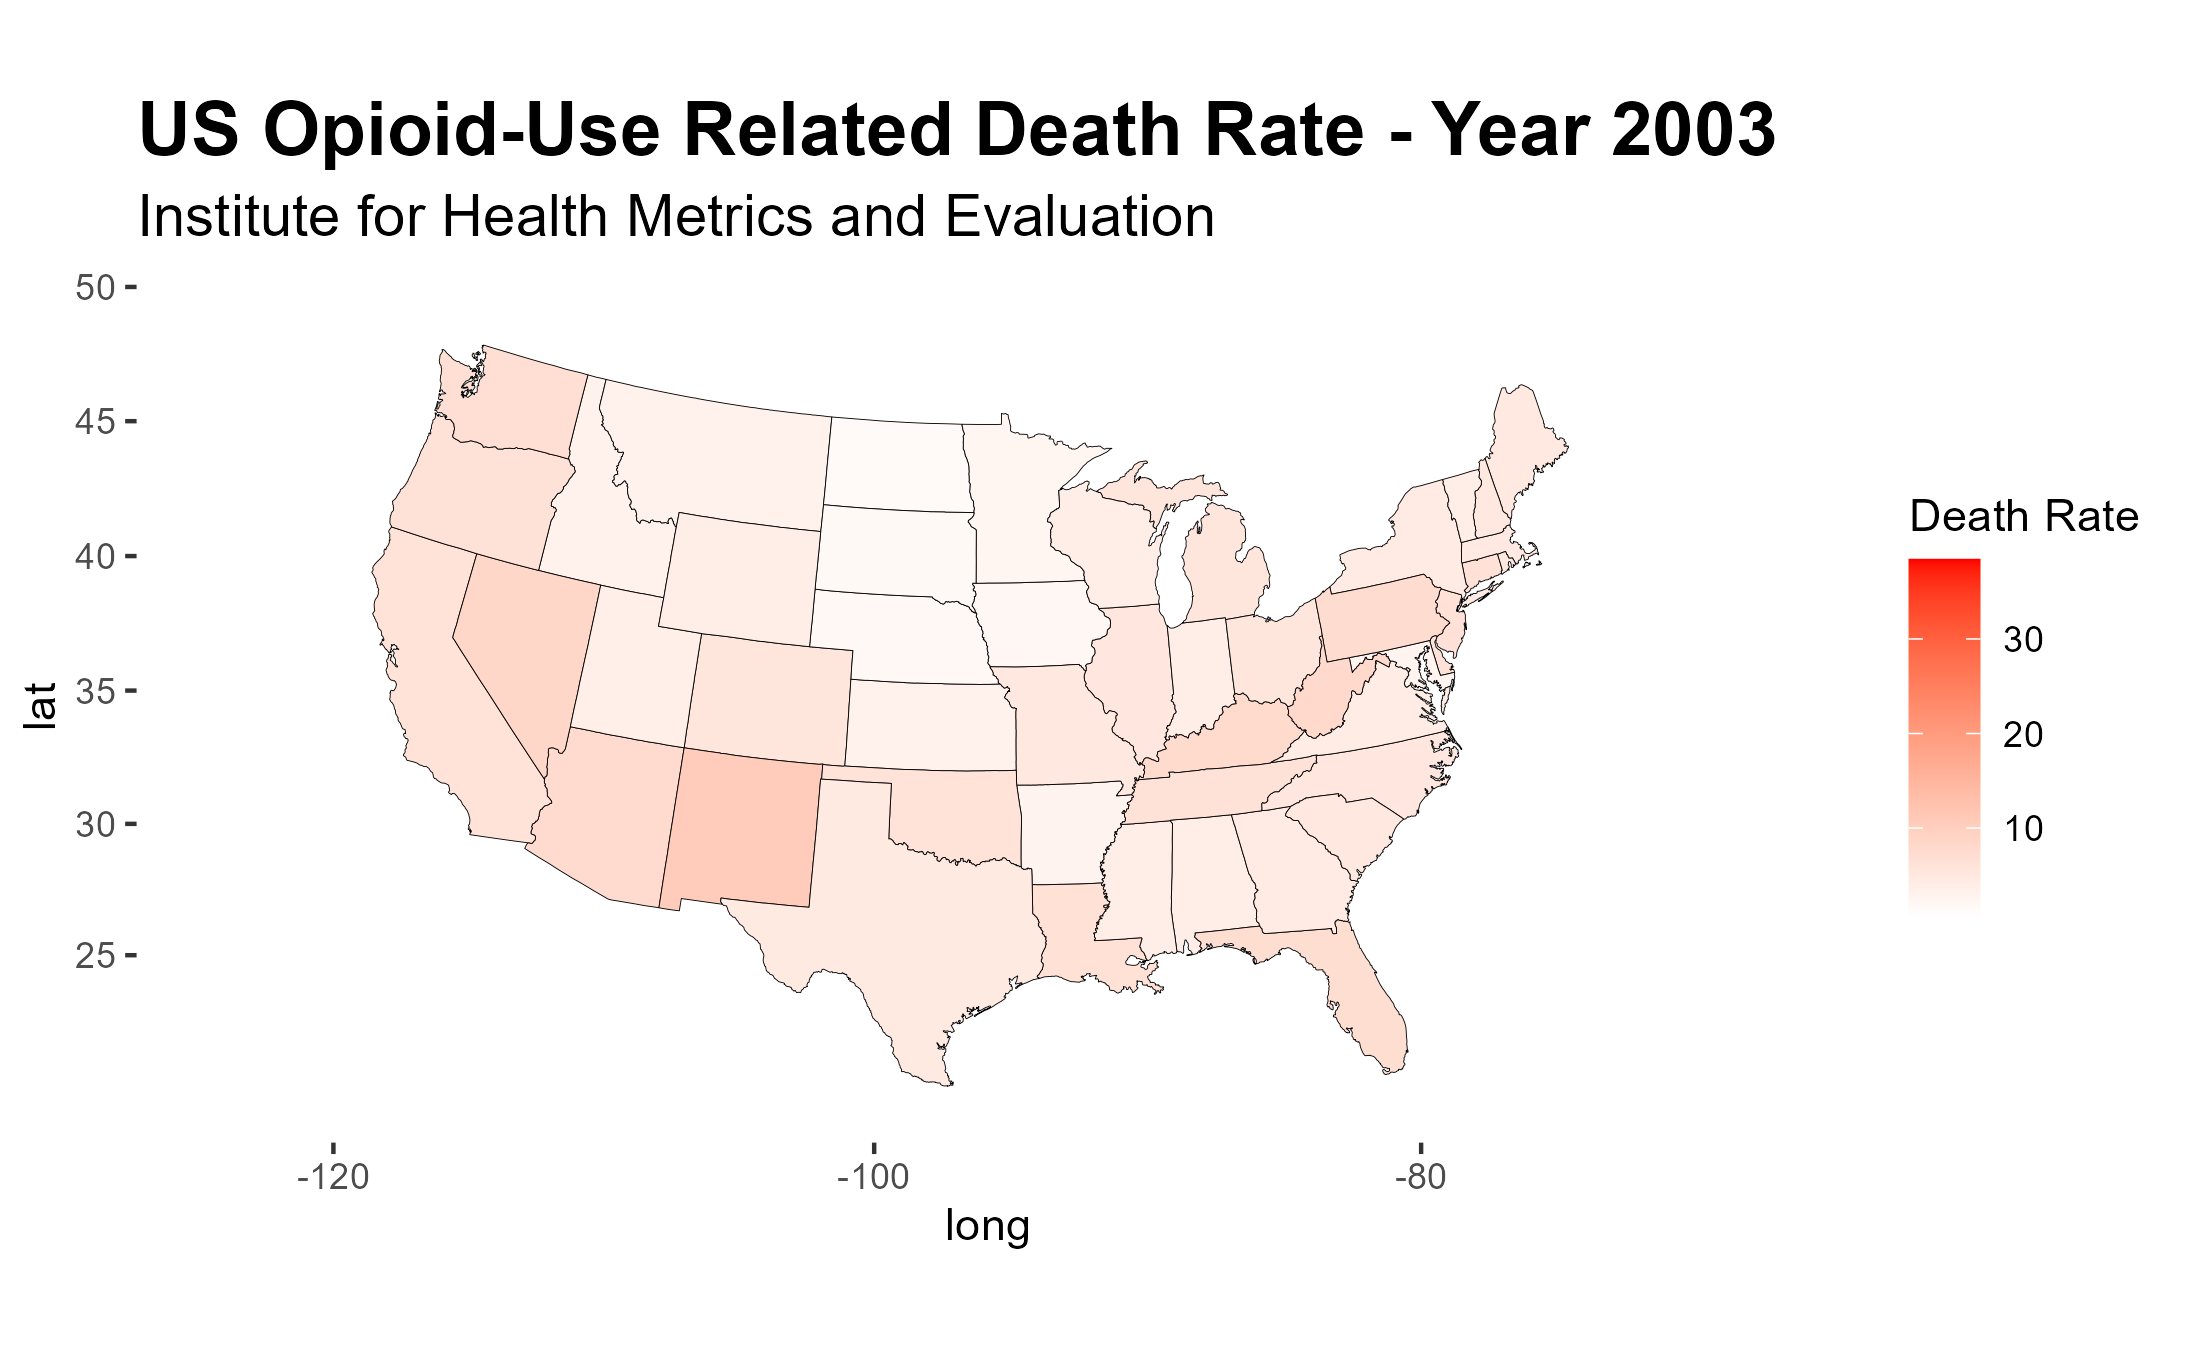 US Opioid-Use Related Death Rate - Year 2003
Institute for Health Metrics and Evaluation
50
45
40
35
30
25
lat
-120
-100
-80
long
Death Rate
30
20
10